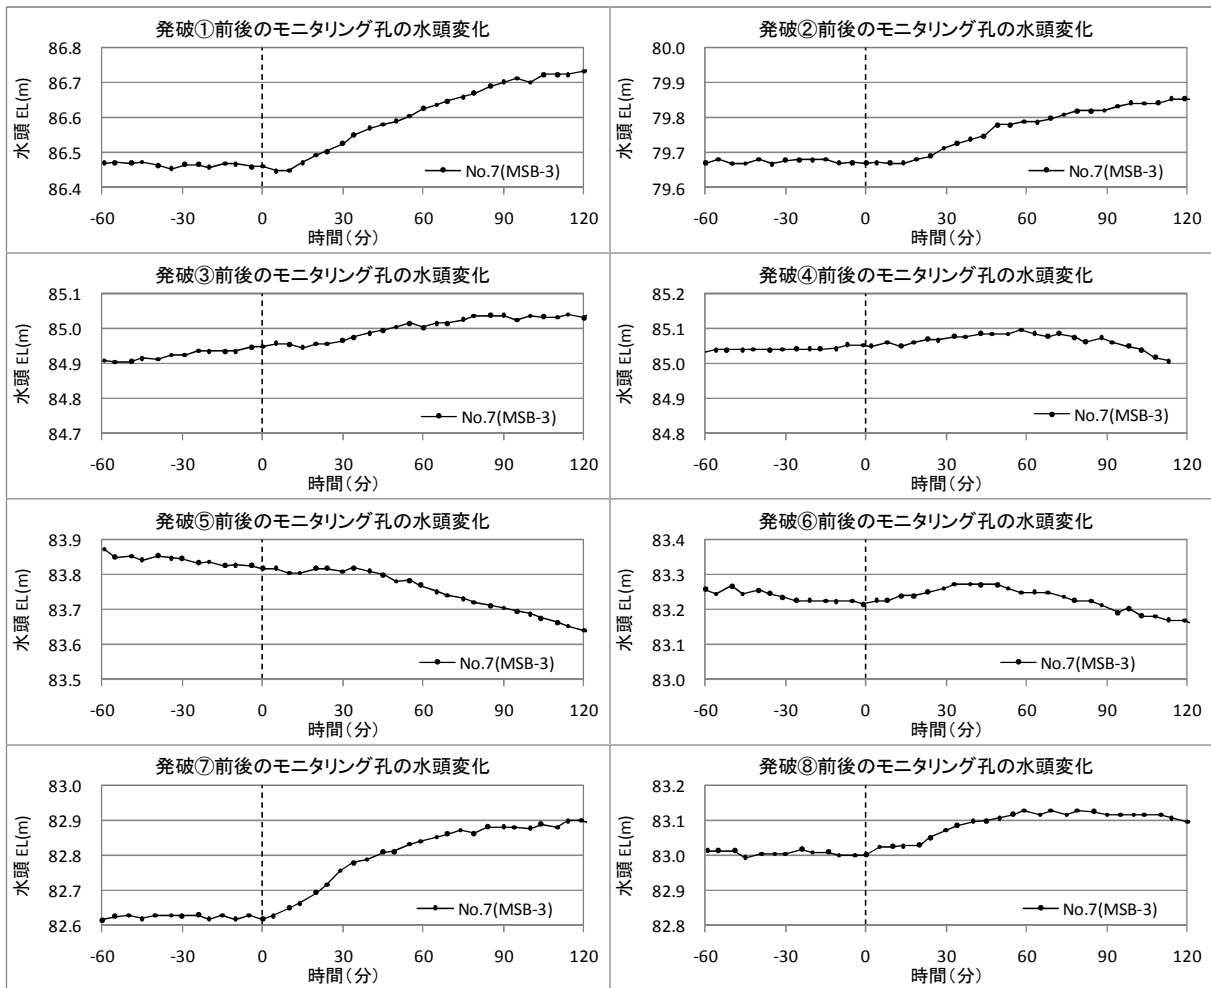 発破①前後のモニタリング孔の水頭変化
水頭 EL(m)
86.8
86.7
86.6
86.5
86.4
No.7(MSB-3)
-60 -30 0 30 60 90 120
時間(分)
発破②前後のモニタリング孔の水頭変化
水頭 EL(m)
80.0
79.9
79.8
79.7
79.6
No.7(MSB-3)
-60 -30 0 30 60 90 120
時間(分)
発破③前後のモニタリング孔の水頭変化
水頭 EL(m)
85.1
85.0
84.9
84.8
84.7
No.7(MSB-3)
-60 -30 0 30 60 90 120
時間(分)
発破④前後のモニタリング孔の水頭変化
水頭 EL(m)
85.2
85.1
85.0
84.9
84.8
No.7(MSB-3)
-60 -30 0 30 60 90 120
時間(分)
発破⑤前後のモニタリング孔の水頭変化
水頭 EL(m)
83.9
83.8
83.7
83.6
83.5
No.7(MSB-3)
-60 -30 0 30 60 90 120
時間(分)
発破⑥前後のモニタリング孔の水頭変化
水頭 EL(m)
83.4
83.3
83.2
83.1
83.0
No.7(MSB-3)
-60 -30 0 30 60 90 120
時間(分)
発破⑦前後のモニタリング孔の水頭変化
水頭 EL(m)
83.0
82.9
82.8
82.7
82.6
No.7(MSB-3)
-60 -30 0 30 60 90 120
時間(分)
発破⑧前後のモニタリング孔の水頭変化
水頭 EL(m)
83.2
83.1
83.0
82.9
82.8
No.7(MSB-3)
-60 -30 0 30 60 90 120
時間(分)